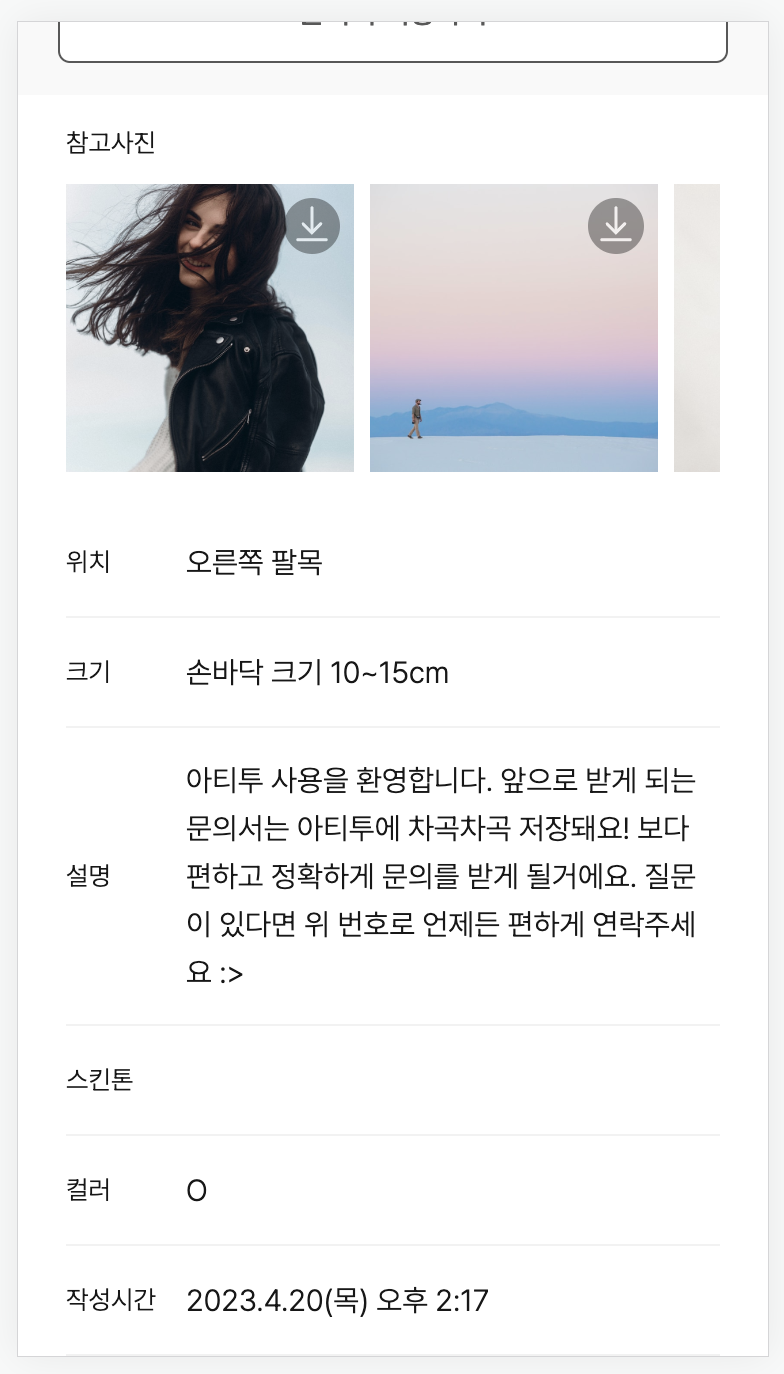 참고사진
위치 오른쪽 팔목
크기 손바닥 크기 10~15cm
아티투 사용을 환영합니다. 앞으로 받게 되는
문의서는 아티투에 차곡차곡 저장돼요! 보다
설명 편하고 정확하게 문의를 받게 될거에요. 질문
이 있다면 위 번호로 언제든 편하게 연락주세
요 :>
스킨톤
컬러 O
작성시간 2023.4.20(목) 오후 2:17